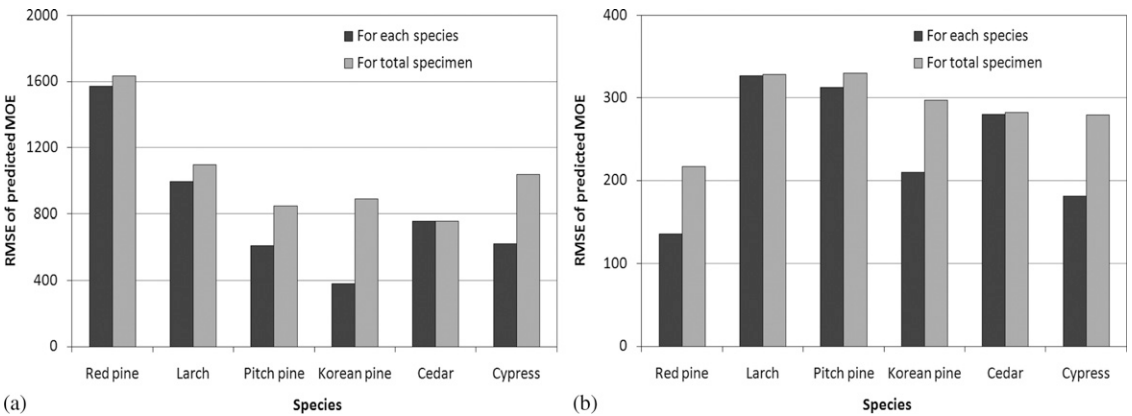 2000
1600
1200
800
400
0
RMSE of predicted MOE
For each species
For total specimen
Red pine Larch Pitch pine Korean pine Cedar Cypress
Species
(a)
400
300
200
100
0
RMSE of predicted MOE
For each species
For total specimen
Red pine Larch Pitch pine Korean pine Cedar Cypress
Species
(b)